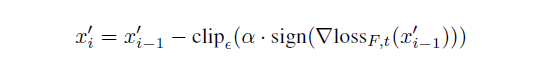 x′_i = x′_{i−1} − clip_ϵ(α · sign(∇loss_{F,t}(x′_{i−1})))